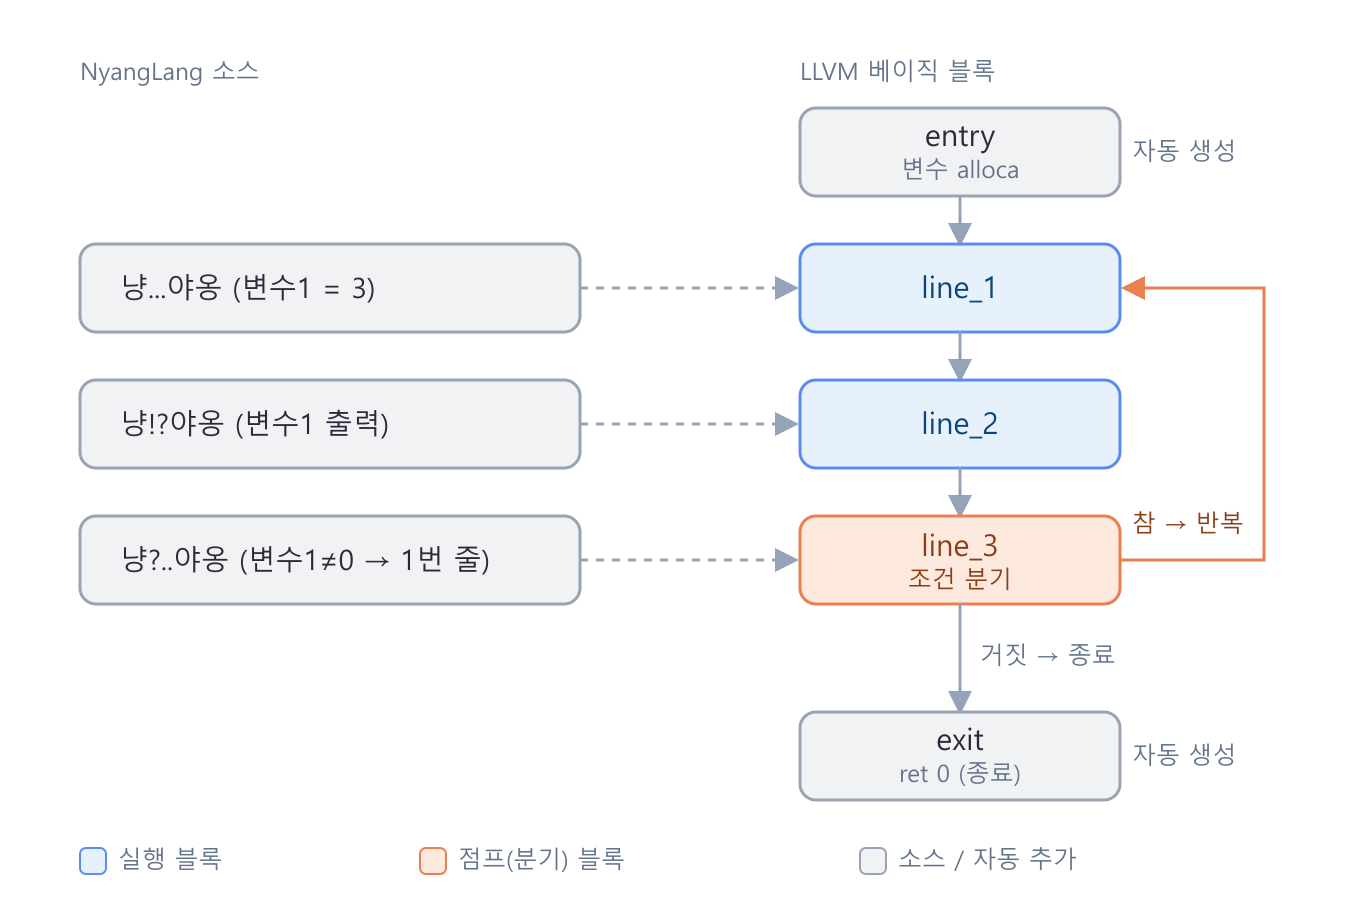 NyangLang 소스
LLVM 베이직 블록
entry
변수 alloca
자동 생성
냥...야옹 (변수1 = 3)
line_1
냥!?야옹 (변수1 출력)
line_2
냥?..야옹 (변수1≠0 → 1번 줄)
line_3
조건 분기
참 → 반복
거짓 → 종료
exit
ret 0 (종료)
자동 생성
실행 블록
점프(분기) 블록
소스 / 자동 추가